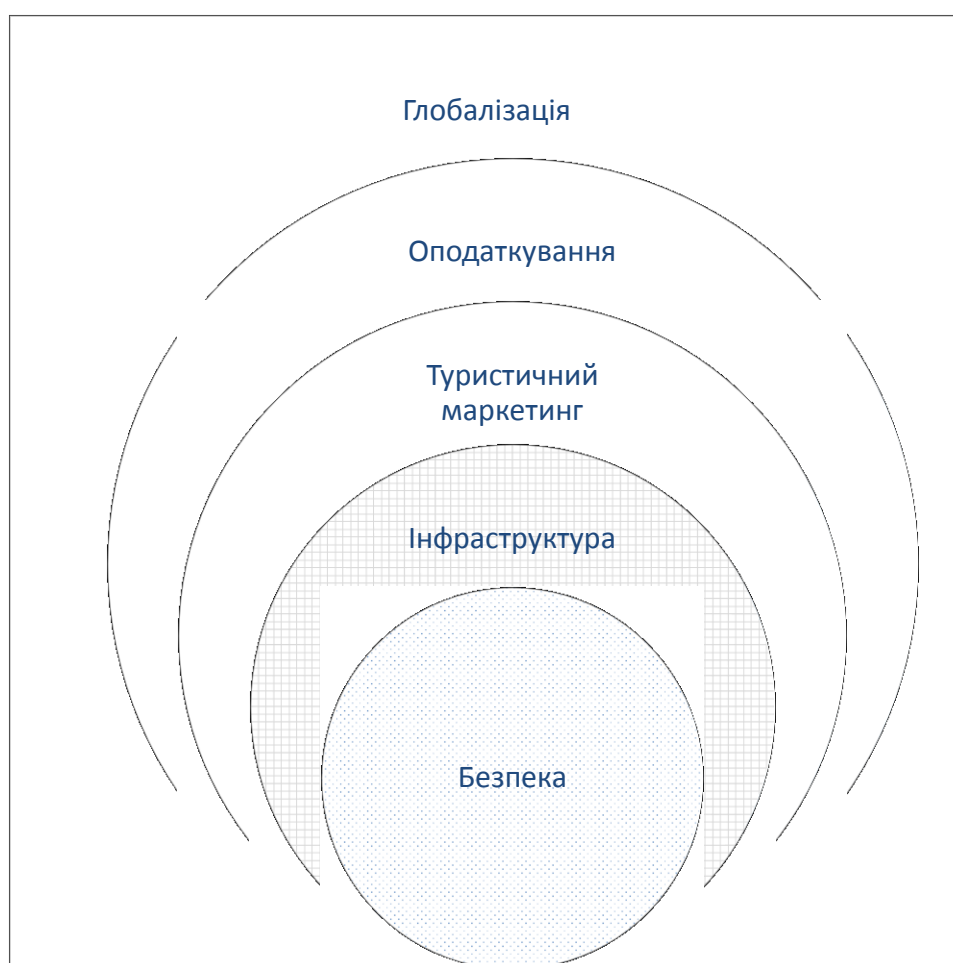 Глобалізація
Оподаткування
Туристичний
маркетинг
Інфраструктура
Безпека